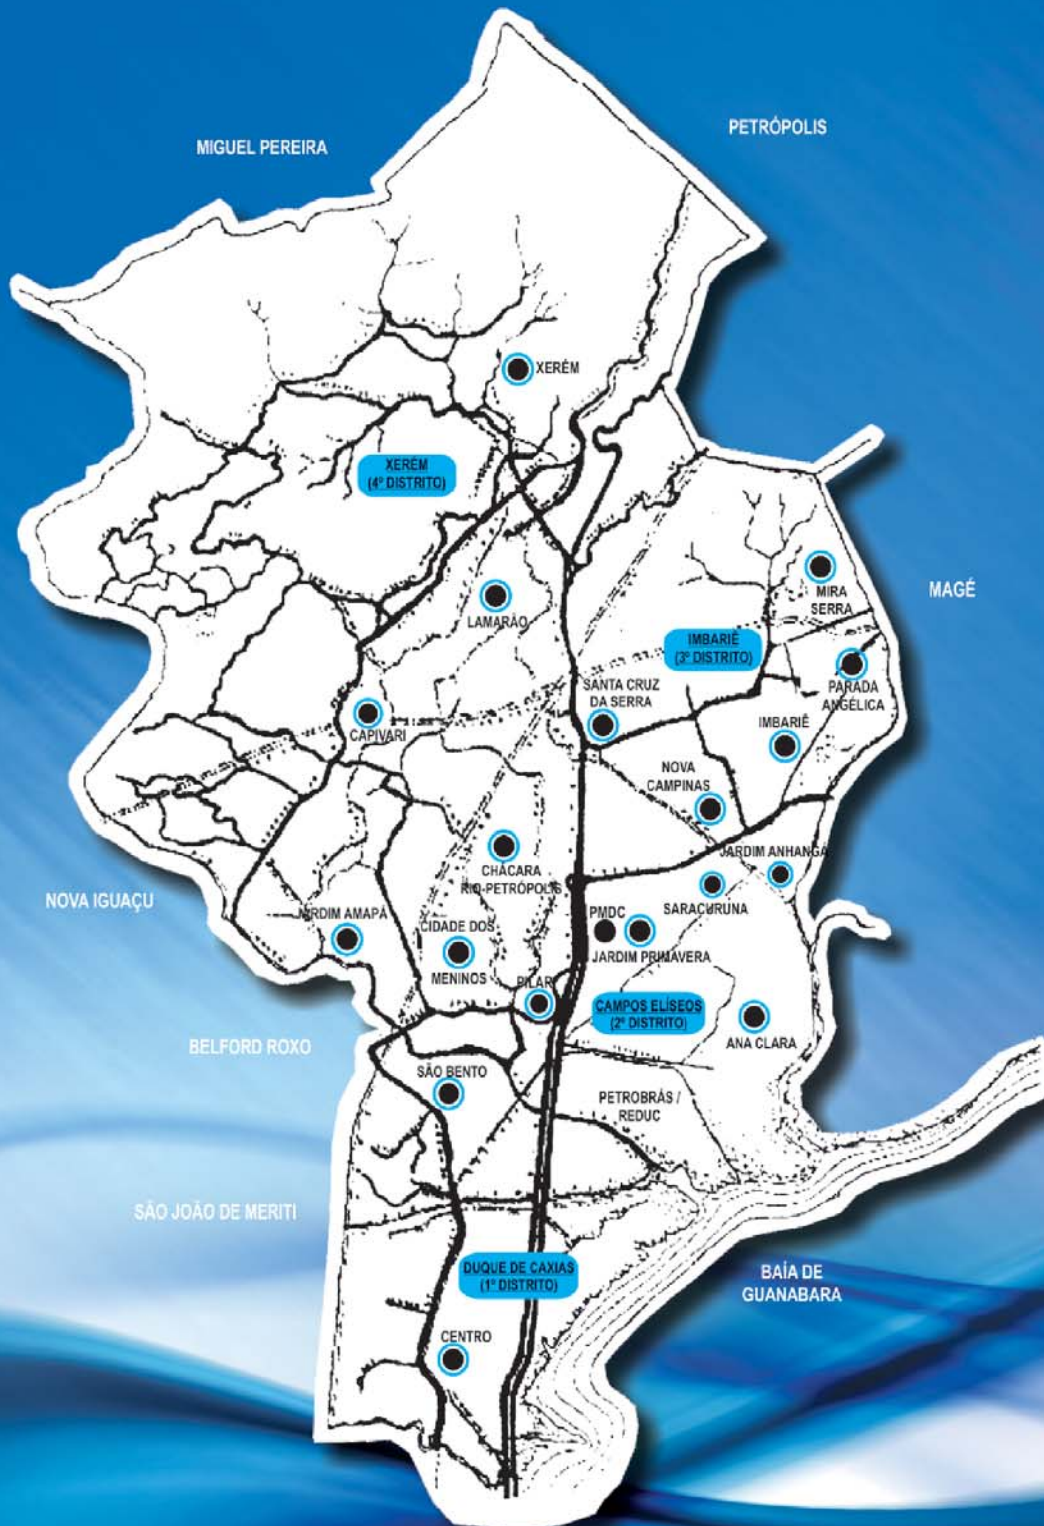 PETRÓPOLIS
MIGUEL PEREIRA
XERÉM
XERÉM
(4º DISTRITO)
MIRA
SERRA
MAGÉ
LAMARÃO
IMBARIÊ
(3º DISTRITO)
SANTA CRUZ
DA SERRA
PARADA
ANGÉLICA
CAPIVARI
IMBARIÊ
NOVA
CAMPINAS
CHÁCARA
RIO-PETRÓPOLIS
JARDIM ANHANGÁ
NOVA IGUAÇU
JARDIM AMAPÁ
CIDADE DOS
MENINOS
PMDC
SARACURUNA
JARDIM PRIMAVERA
PILAR
CAMPOS ELÍSEOS
(2º DISTRITO)
ANA CLARA
BELFORD ROXO
SÃO BENTO
PETROBRÁS /
REDUC
SÃO JOÃO DE MERITI
DUQUE DE CAXIAS
(1º DISTRITO)
BAÍA DE
GUANABARA
CENTRO